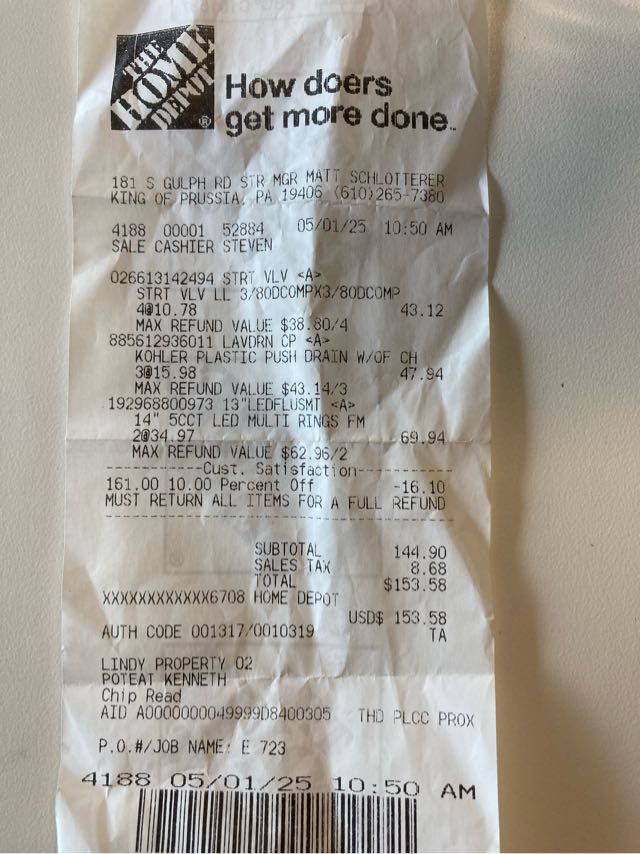 THE
HOME
DEPOT
®
How doers
get more done™
181 S GULPH RD STR MGR MATT SCHLOTTERER
KING OF PRUSSIA, PA 19406 (610)265-7380
4188 00001 52884 05/01/25 10:50 AM
SALE CASHIER STEVEN
026613142494 STRT VLV <A>
STRT VLV LL 3/8ODCOMPX3/8ODCOMP
4@10.78 43.12
MAX REFUND VALUE $38.80/4
885612936011 LAVDRN CP <A>
KOHLER PLASTIC PUSH DRAIN W/OF CH
3@15.98 47.94
MAX REFUND VALUE $43.14/3
192968800973 13"LEDFLUSMT <A>
14" 5CCT LED MULTI RINGS FM
2@34.97 69.94
MAX REFUND VALUE $62.96/2
-----------Cust. Satisfaction-----------
161.00 10.00 Percent Off -16.10
MUST RETURN ALL ITEMS FOR A FULL REFUND
----------------------------------------
SUBTOTAL 144.90
SALES TAX 8.68
TOTAL $153.58
XXXXXXXXXXXX6708 HOME DEPOT
USD$ 153.58
AUTH CODE 001317/0010319 TA
LINDY PROPERTY 02
POTEAT KENNETH
Chip Read
AID A0000000049999D8400305 THD PLCC PROX
P.O.#/JOB NAME: E 723
4188 05/01/25 10:50 AM